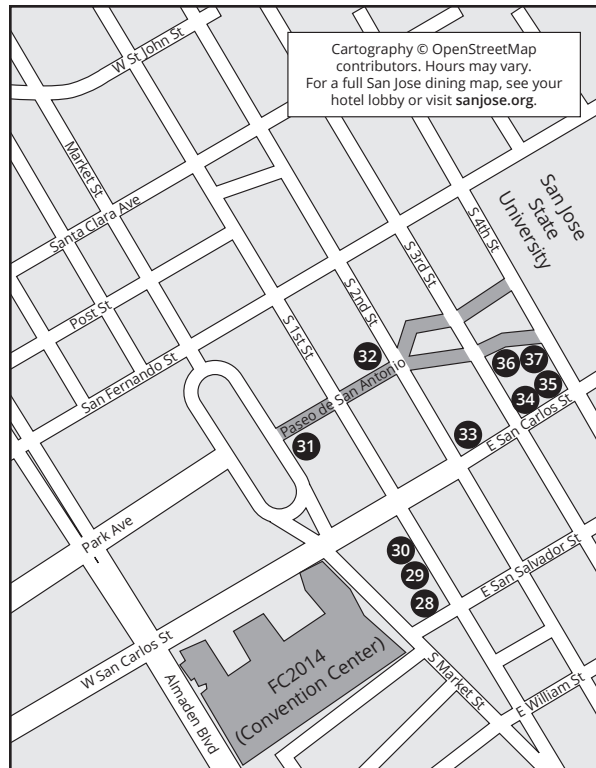 W St John St
Cartography © OpenStreetMap
contributors. Hours may vary.
For a full San Jose dining map, see your
hotel lobby or visit sanjose.org.
Market St
Santa Clara Ave
Post St
San Fernando St
Park Ave
W San Carlos St
Almaden Blvd
San Jose
State
University
S 4th St
S 3rd St
S 2nd St
S 1st St
Paseo de San Antonio
32
36
37
35
34
31
33
E San Carlos St
30
29
28
E San Salvador St
FC2014
(Convention Center)
S Market St
E William St